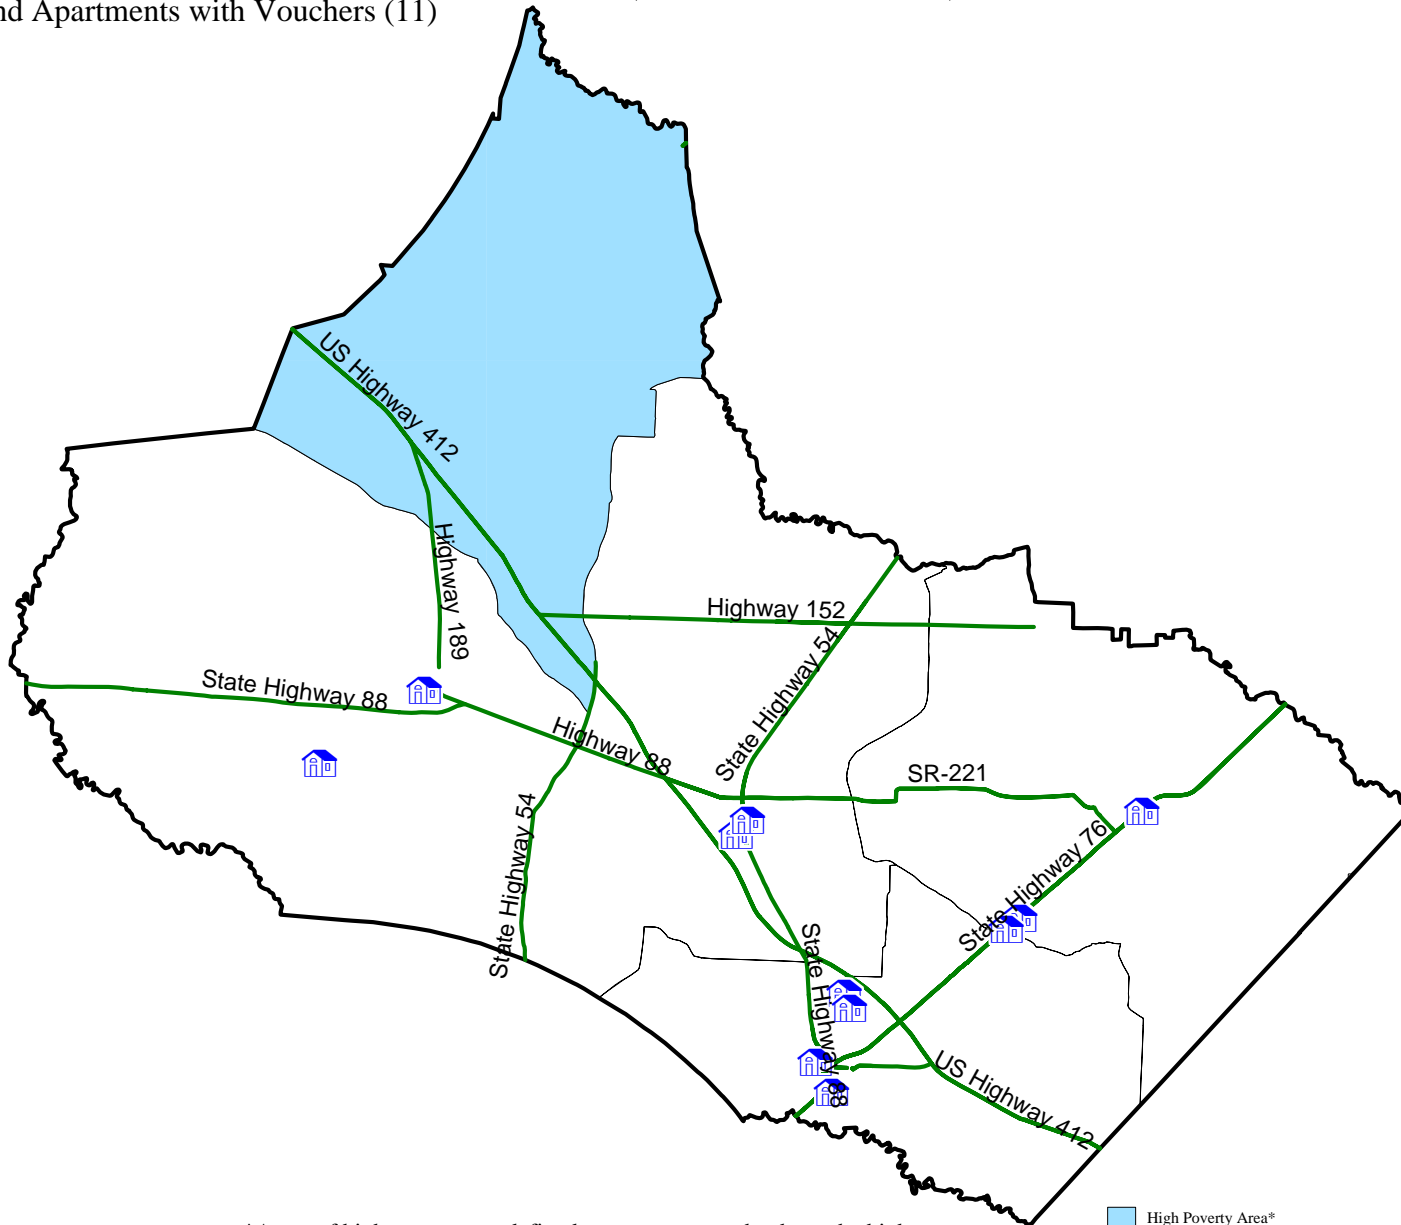 nd Apartments with Vouchers (11)
US Highway 412
Highway 189
Highway 152
State Highway 54
State Highway 88
Highway 88
SR-221
State Highway 54
State Highway 76
State Highway 88
US Highway 412
High Poverty Area*